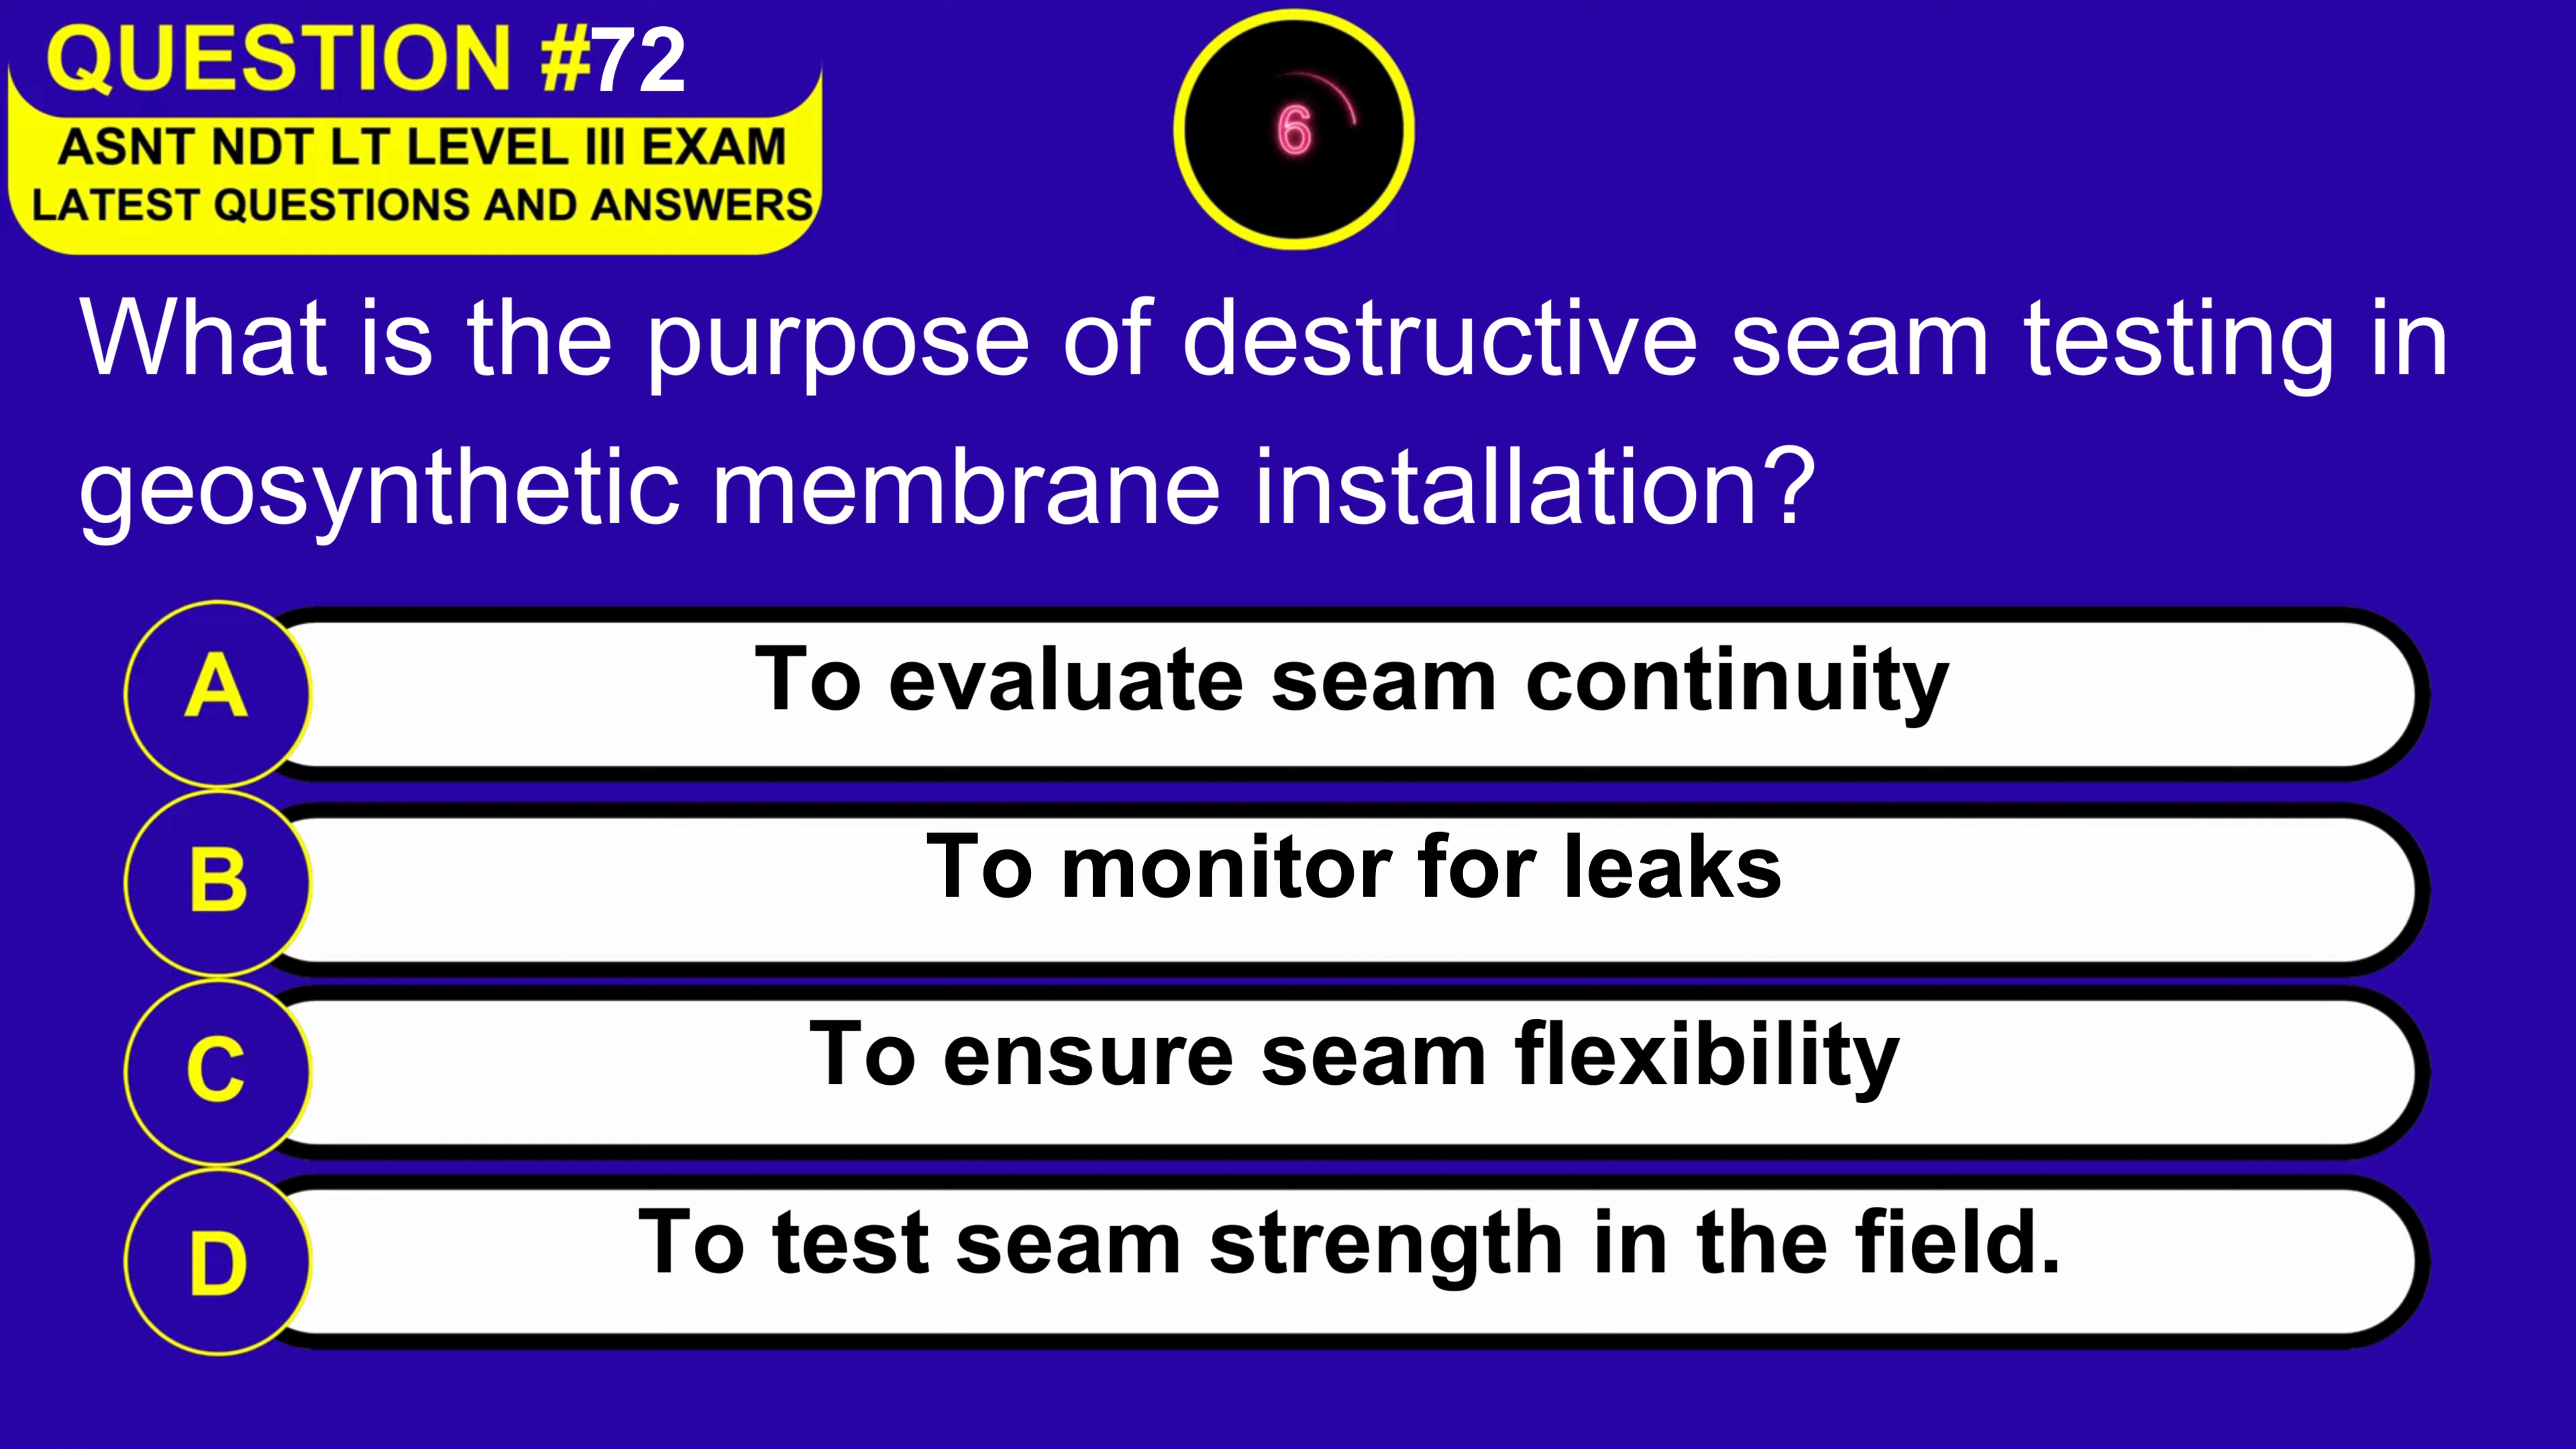 QUESTION #72
ASNT NDT LT LEVEL III EXAM
LATEST QUESTIONS AND ANSWERS
6
What is the purpose of destructive seam testing in
geosynthetic membrane installation?
A To evaluate seam continuity
B To monitor for leaks
C To ensure seam flexibility
D To test seam strength in the field.